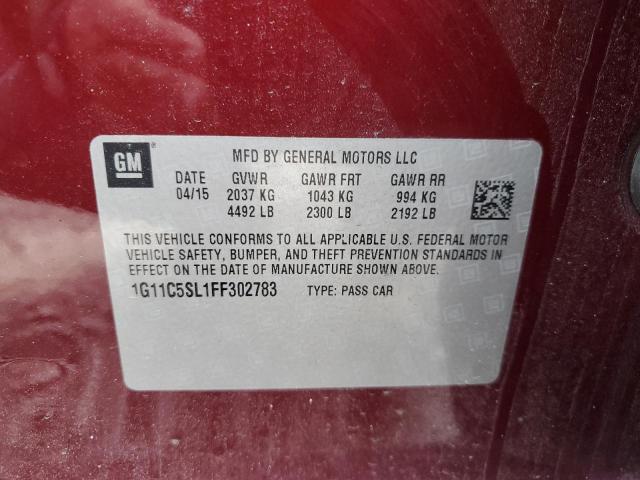 GM
MFD BY GENERAL MOTORS LLC
DATE GVWR GAWR FRT GAWR RR
04/15 2037 KG 1043 KG 994 KG
4492 LB 2300 LB 2192 LB
THIS VEHICLE CONFORMS TO ALL APPLICABLE U.S. FEDERAL MOTOR
VEHICLE SAFETY, BUMPER, AND THEFT PREVENTION STANDARDS IN
EFFECT ON THE DATE OF MANUFACTURE SHOWN ABOVE.
1G11C5SL1FF302783 TYPE: PASS CAR